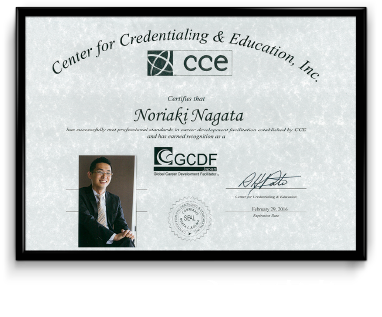 Center for Credentialing & Education, Inc.
cce
Certifies that
Noriaki Nagata
has successfully met professional standards in career development facilitation established by CCE
and has earned recognition as a
GCDF
Japan
Global Career Development Facilitator
SEAL
Center for Credentialing & Education
February 29, 2016
Expiration Date